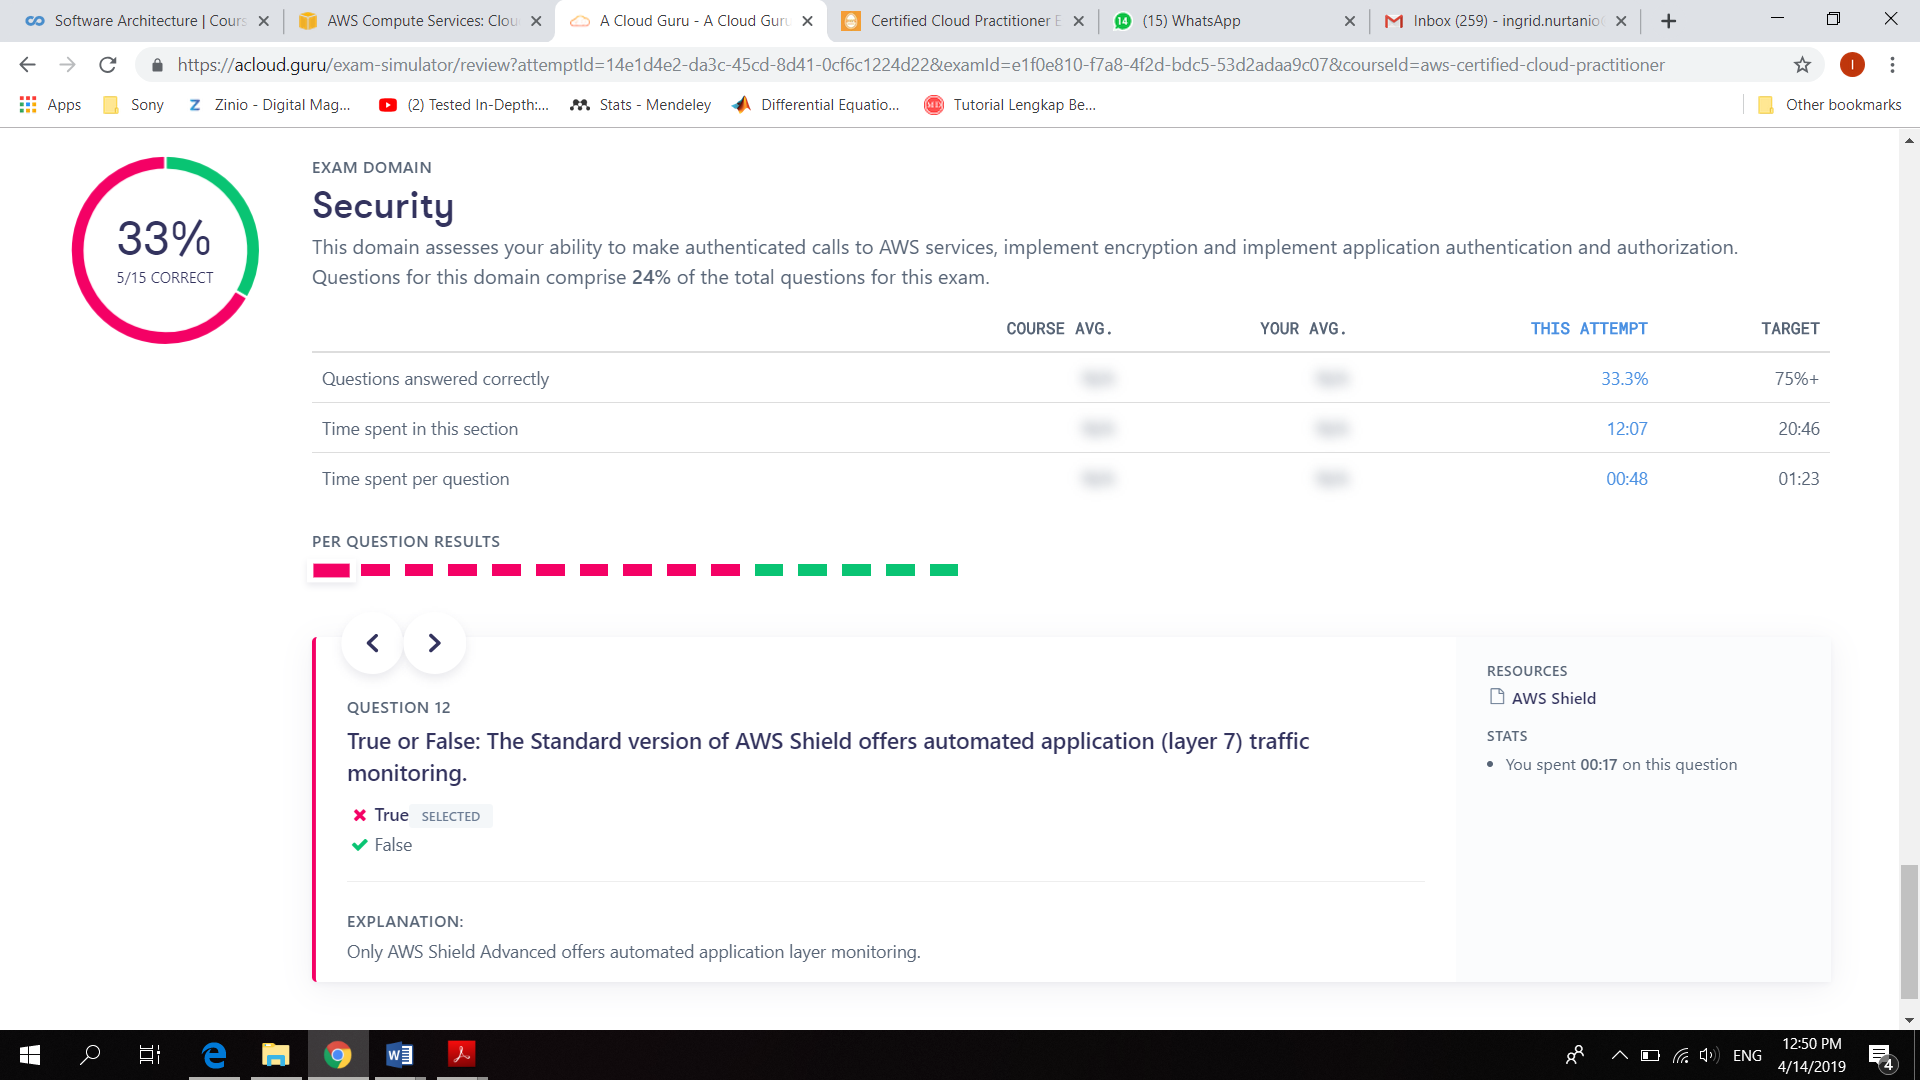 Software Architecture | Cours
AWS Compute Services: Clou
A Cloud Guru - A Cloud Guru
Certified Cloud Practitioner E
14
(15) WhatsApp
Inbox (259) - ingrid.nurtanio
https://acloud.guru/exam-simulator/review?attemptId=14e1d4e2-da3c-45cd-8d41-0cf6c1224d22&examId=e1f0e810-f7a8-4f2d-bdc5-53d2adaa9c07&courseId=aws-certified-cloud-practitioner
I
Apps
Sony
Z
Zinio - Digital Mag...
(2) Tested In-Depth:...
Stats - Mendeley
Differential Equatio...
Tutorial Lengkap Be...
Other bookmarks
33%
5/15 CORRECT
EXAM DOMAIN
Security
This domain assesses your ability to make authenticated calls to AWS services, implement encryption and implement application authentication and authorization.
Questions for this domain comprise 24% of the total questions for this exam.
COURSE AVG. YOUR AVG. THIS ATTEMPT TARGET
Questions answered correctly 33.3% 75%+
Time spent in this section 12:07 20:46
Time spent per question 00:48 01:23
PER QUESTION RESULTS
QUESTION 12
True or False: The Standard version of AWS Shield offers automated application (layer 7) traffic
monitoring.
True SELECTED
False
EXPLANATION:
Only AWS Shield Advanced offers automated application layer monitoring.
RESOURCES
AWS Shield
STATS
• You spent 00:17 on this question
ENG
12:50 PM
4/14/2019
4